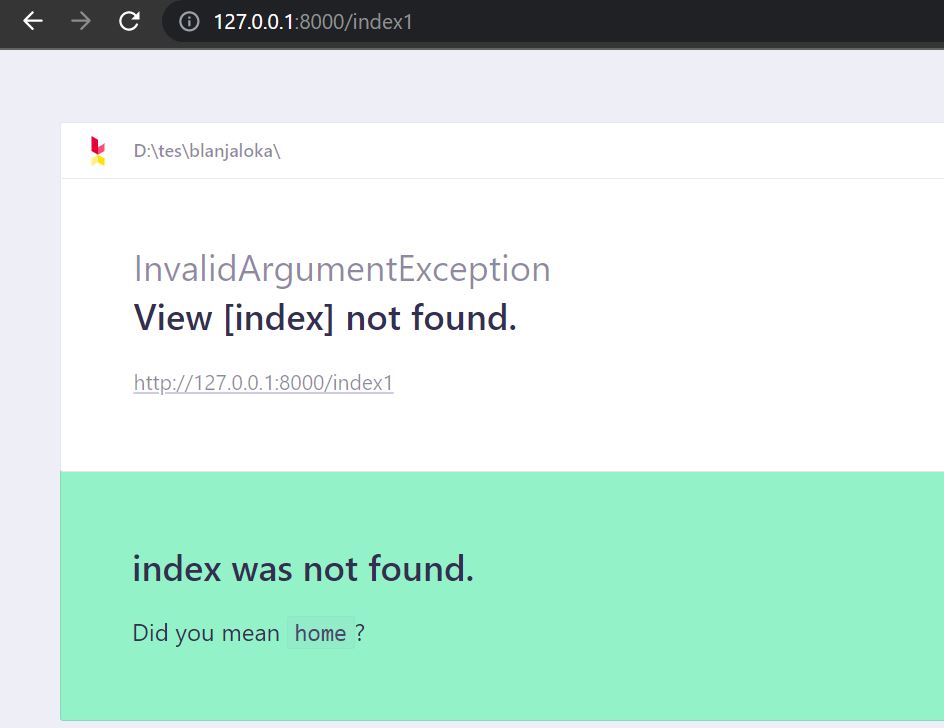 127.0.0.1:8000/index1
D:\tes\blanjaloka\
InvalidArgumentException
View [index] not found.
http://127.0.0.1:8000/index1
index was not found.
Did you mean home ?